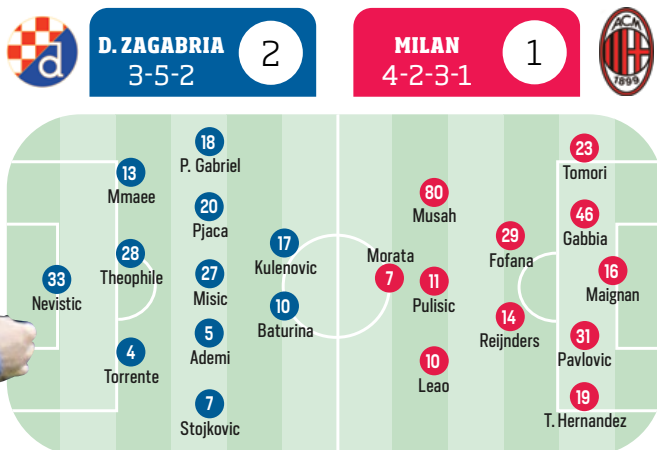 D. ZAGABRIA
3-5-2
2
MILAN
4-2-3-1
1
ACM
1899
33
Nevistic
13
Mmaee
28
Theophile
4
Torrente
18
P. Gabriel
20
Pjaca
27
Misic
5
Ademi
7
Stojkovic
17
Kulenovic
10
Baturina
Morata
7
80
Musah
11
Pulisic
10
Leao
29
Fofana
14
Reijnders
23
Tomori
46
Gabbia
16
Maignan
31
Pavlovic
19
T. Hernandez
d